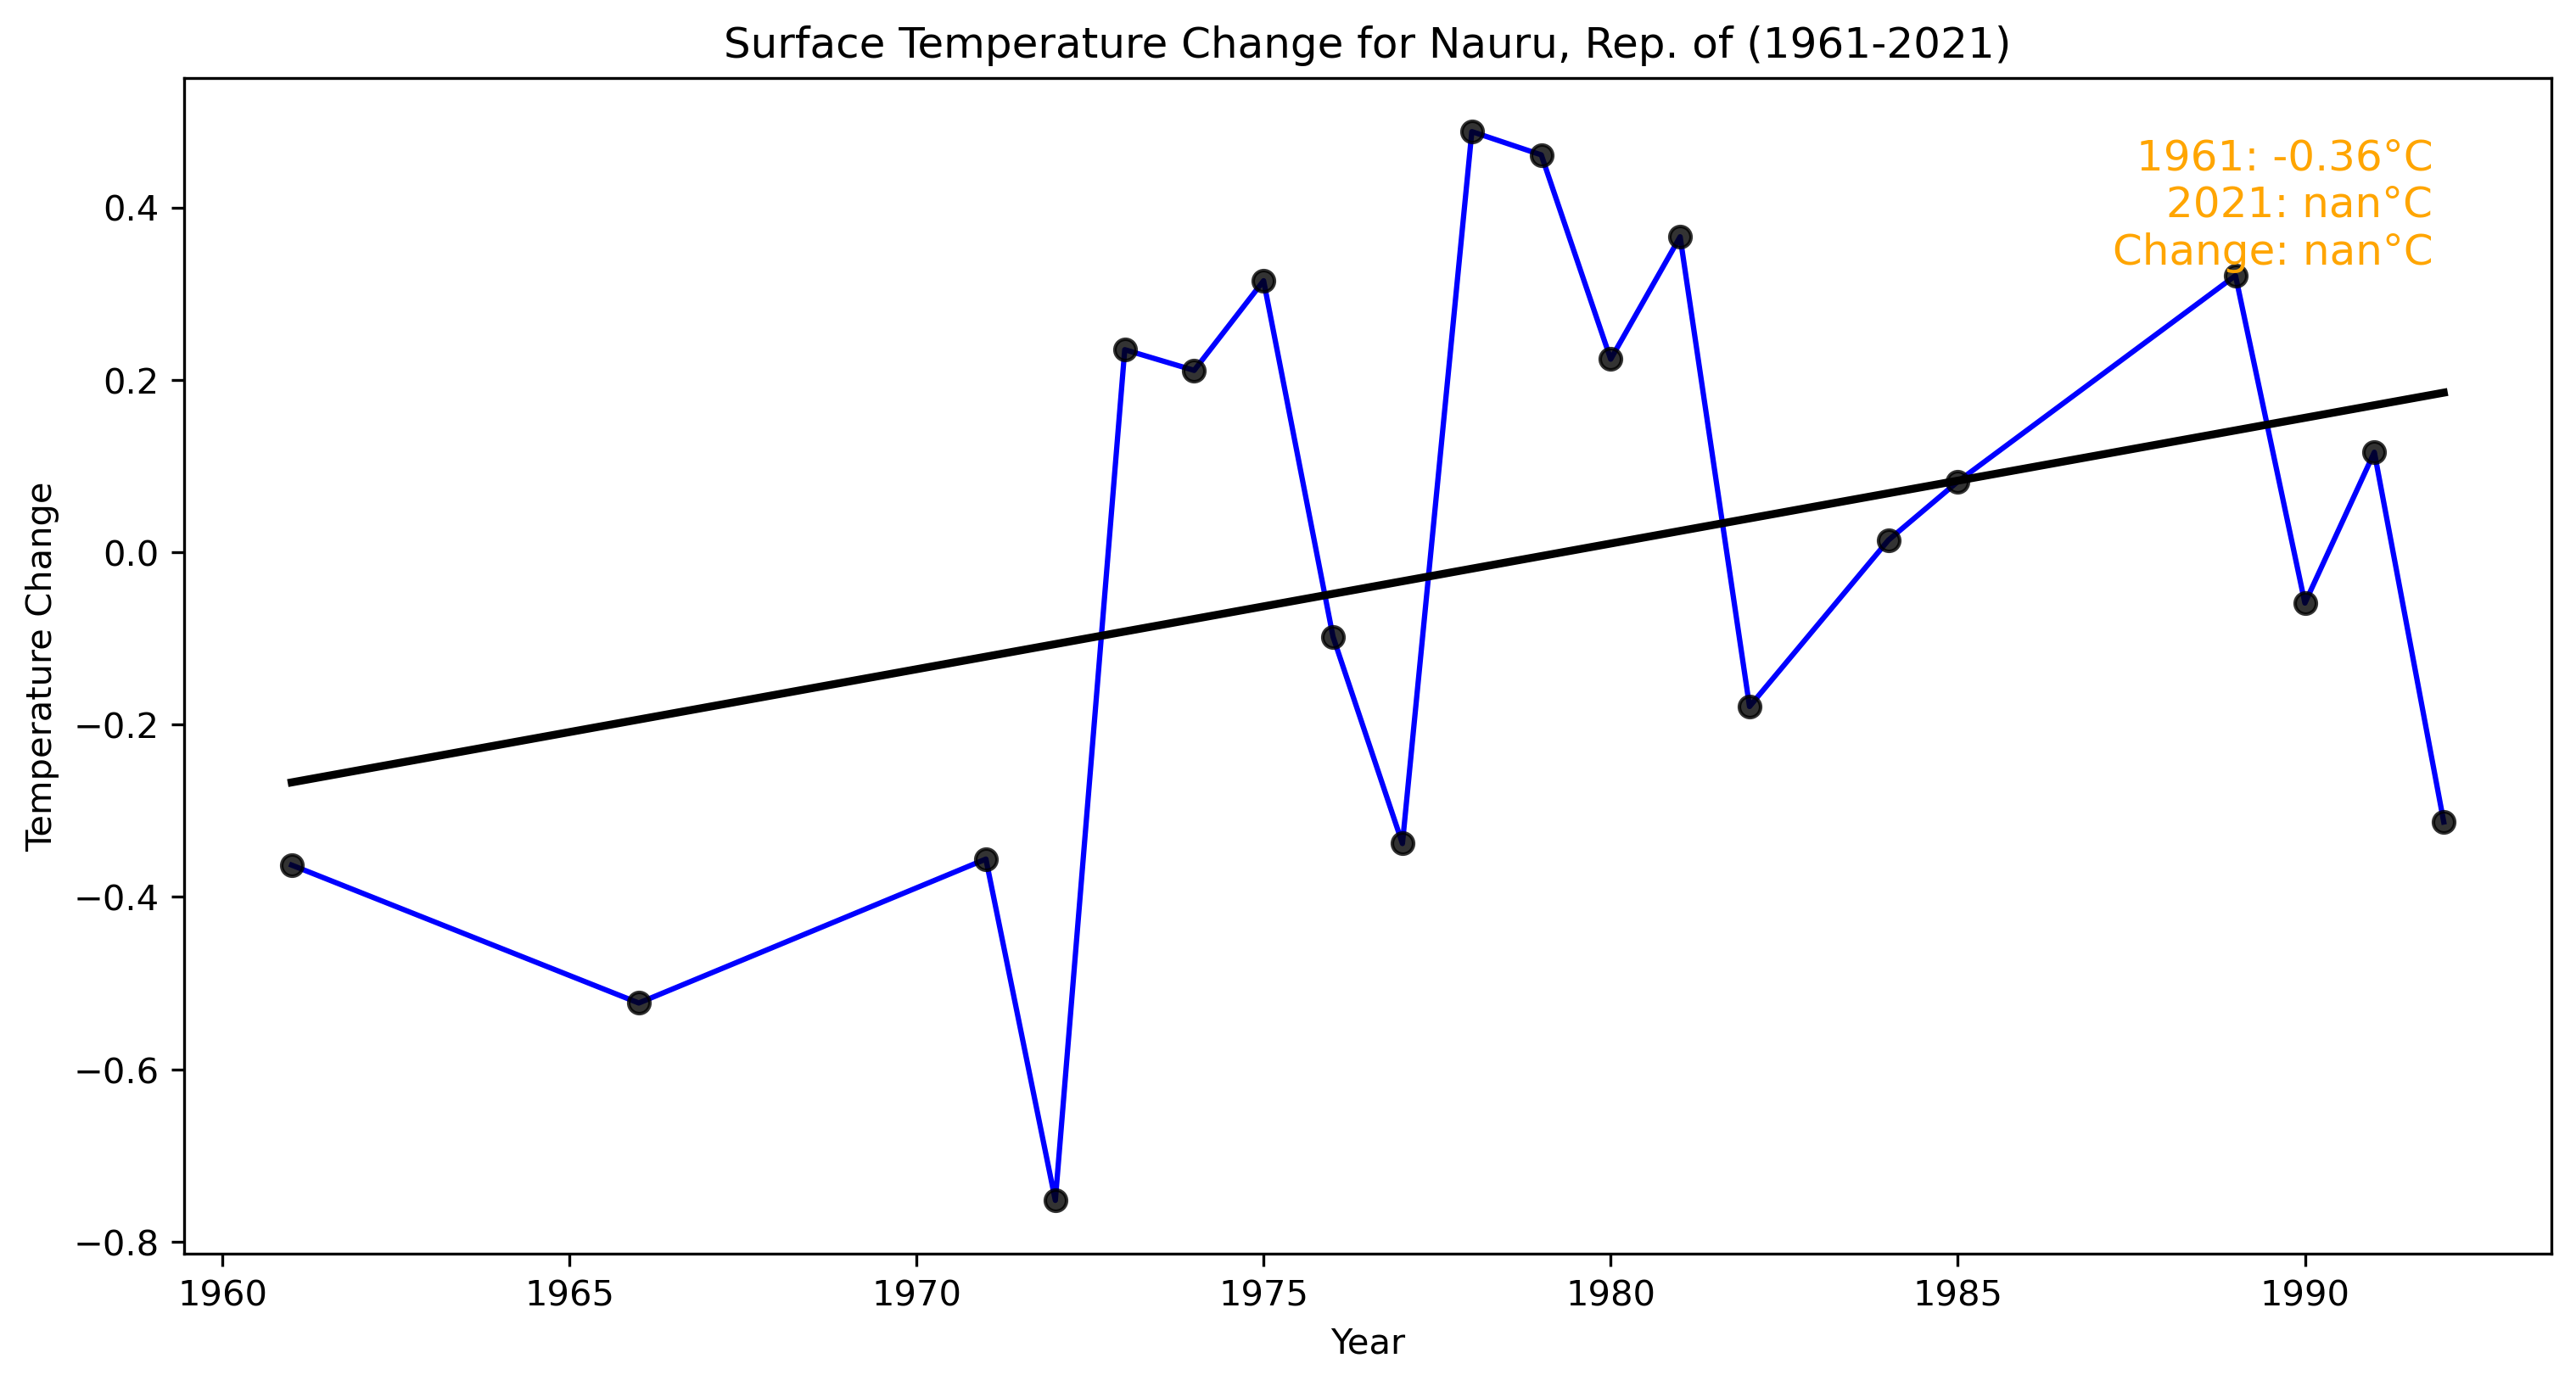 Surface Temperature Change for Nauru, Rep. of (1961-2021)
1961: -0.36°C
2021: nan°C
Change: nan°C
0.4
0.2
0.0
−0.2
−0.4
−0.6
−0.8
Temperature Change
1960 1965 1970 1975 1980 1985 1990
Year